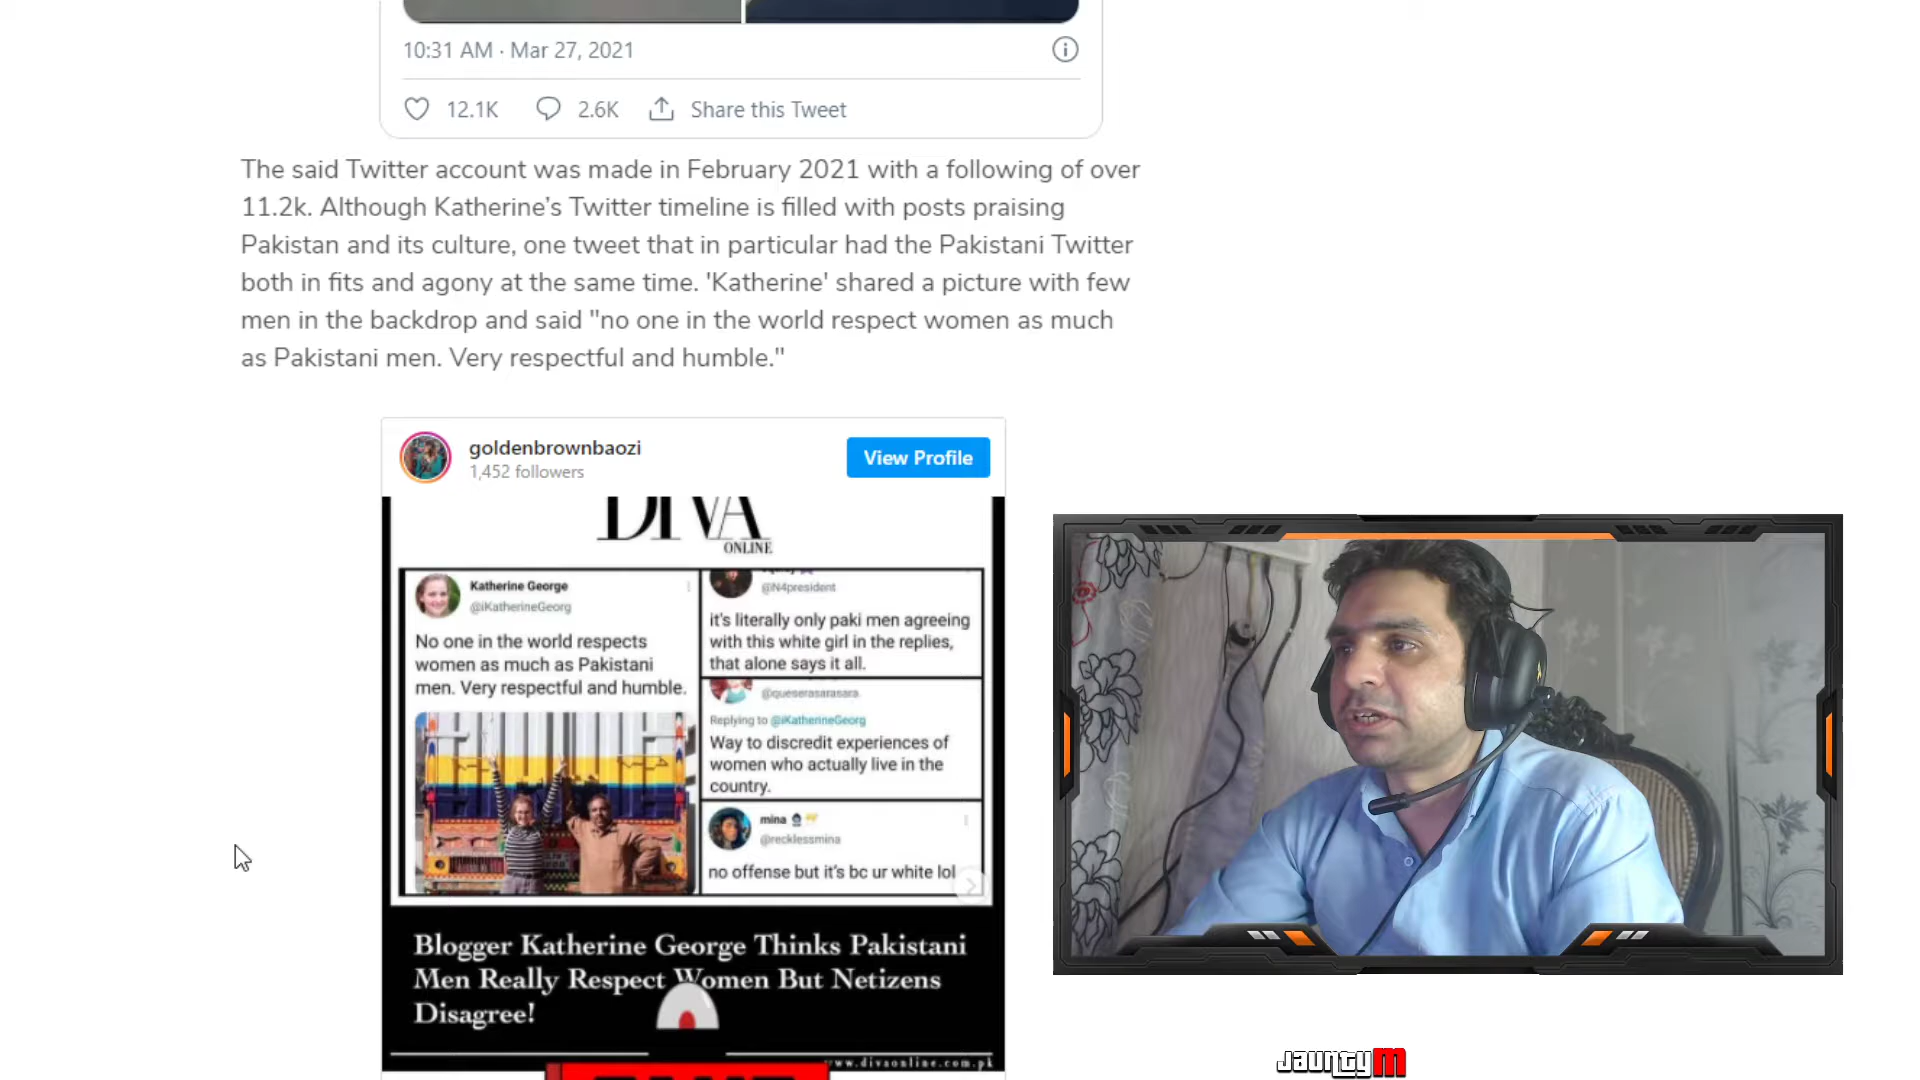 10:31 AM · Mar 27, 2021
12.1K 2.6K Share this Tweet
The said Twitter account was made in February 2021 with a following of over
11.2k. Although Katherine’s Twitter timeline is filled with posts praising
Pakistan and its culture, one tweet that in particular had the Pakistani Twitter
both in fits and agony at the same time. 'Katherine' shared a picture with few
men in the backdrop and said "no one in the world respect women as much
as Pakistani men. Very respectful and humble."
goldenbrownbaozi
1,452 followers
View Profile
DIVA
ONLINE
Katherine George
@iKatherineGeorg
No one in the world respects
women as much as Pakistani
men. Very respectful and humble.
@N4president
it's literally only paki men agreeing
with this white girl in the replies,
that alone says it all.
@queserasarasara
Replying to @iKatherineGeorg
Way to discredit experiences of
women who actually live in the
country.
mina
@recklessmina
no offense but it's bc ur white lol
Blogger Katherine George Thinks Pakistani
Men Really Respect Women But Netizens
Disagree!
www.divaonline.com.pk
JauntyM